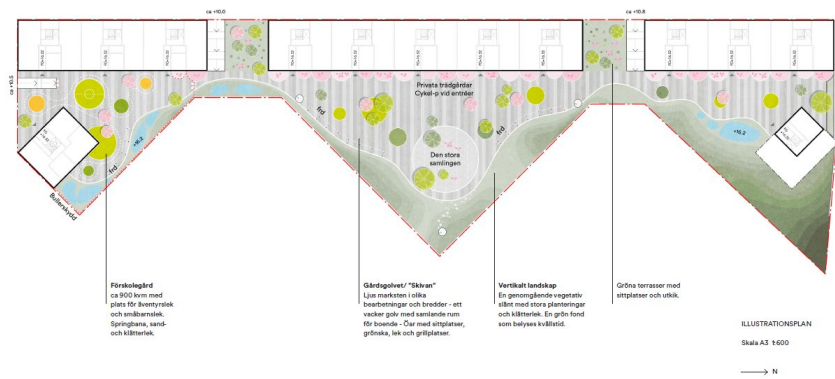 ca +10.0
ca +10.8
ca +10.5
Privata trädgårdar
Cykel-p vid entréer
frd
frd
Den stora
samlingen
+16.2
+16.2
frd
Bullerskydd
Förskolegård
ca 900 kvm med
plats för äventyrslek
och småbarnslek.
Springbana, sand-
och klätterlek.
Gårdsgolvet/ "Skivan"
Ljus marksten i olika
bearbetningar och bredder - ett
vacker golv med samlande rum
för boende - Öar med sittplatser,
grönska, lek och grillplatser.
Vertikalt landskap
En genomgående vegetativ
slänt med stora planteringar
och klätterlek. En grön fond
som belyses kvällstid.
Gröna terrasser med
sittplatser och utkik.
ILLUSTRATIONSPLAN
Skala A3 1:600
N